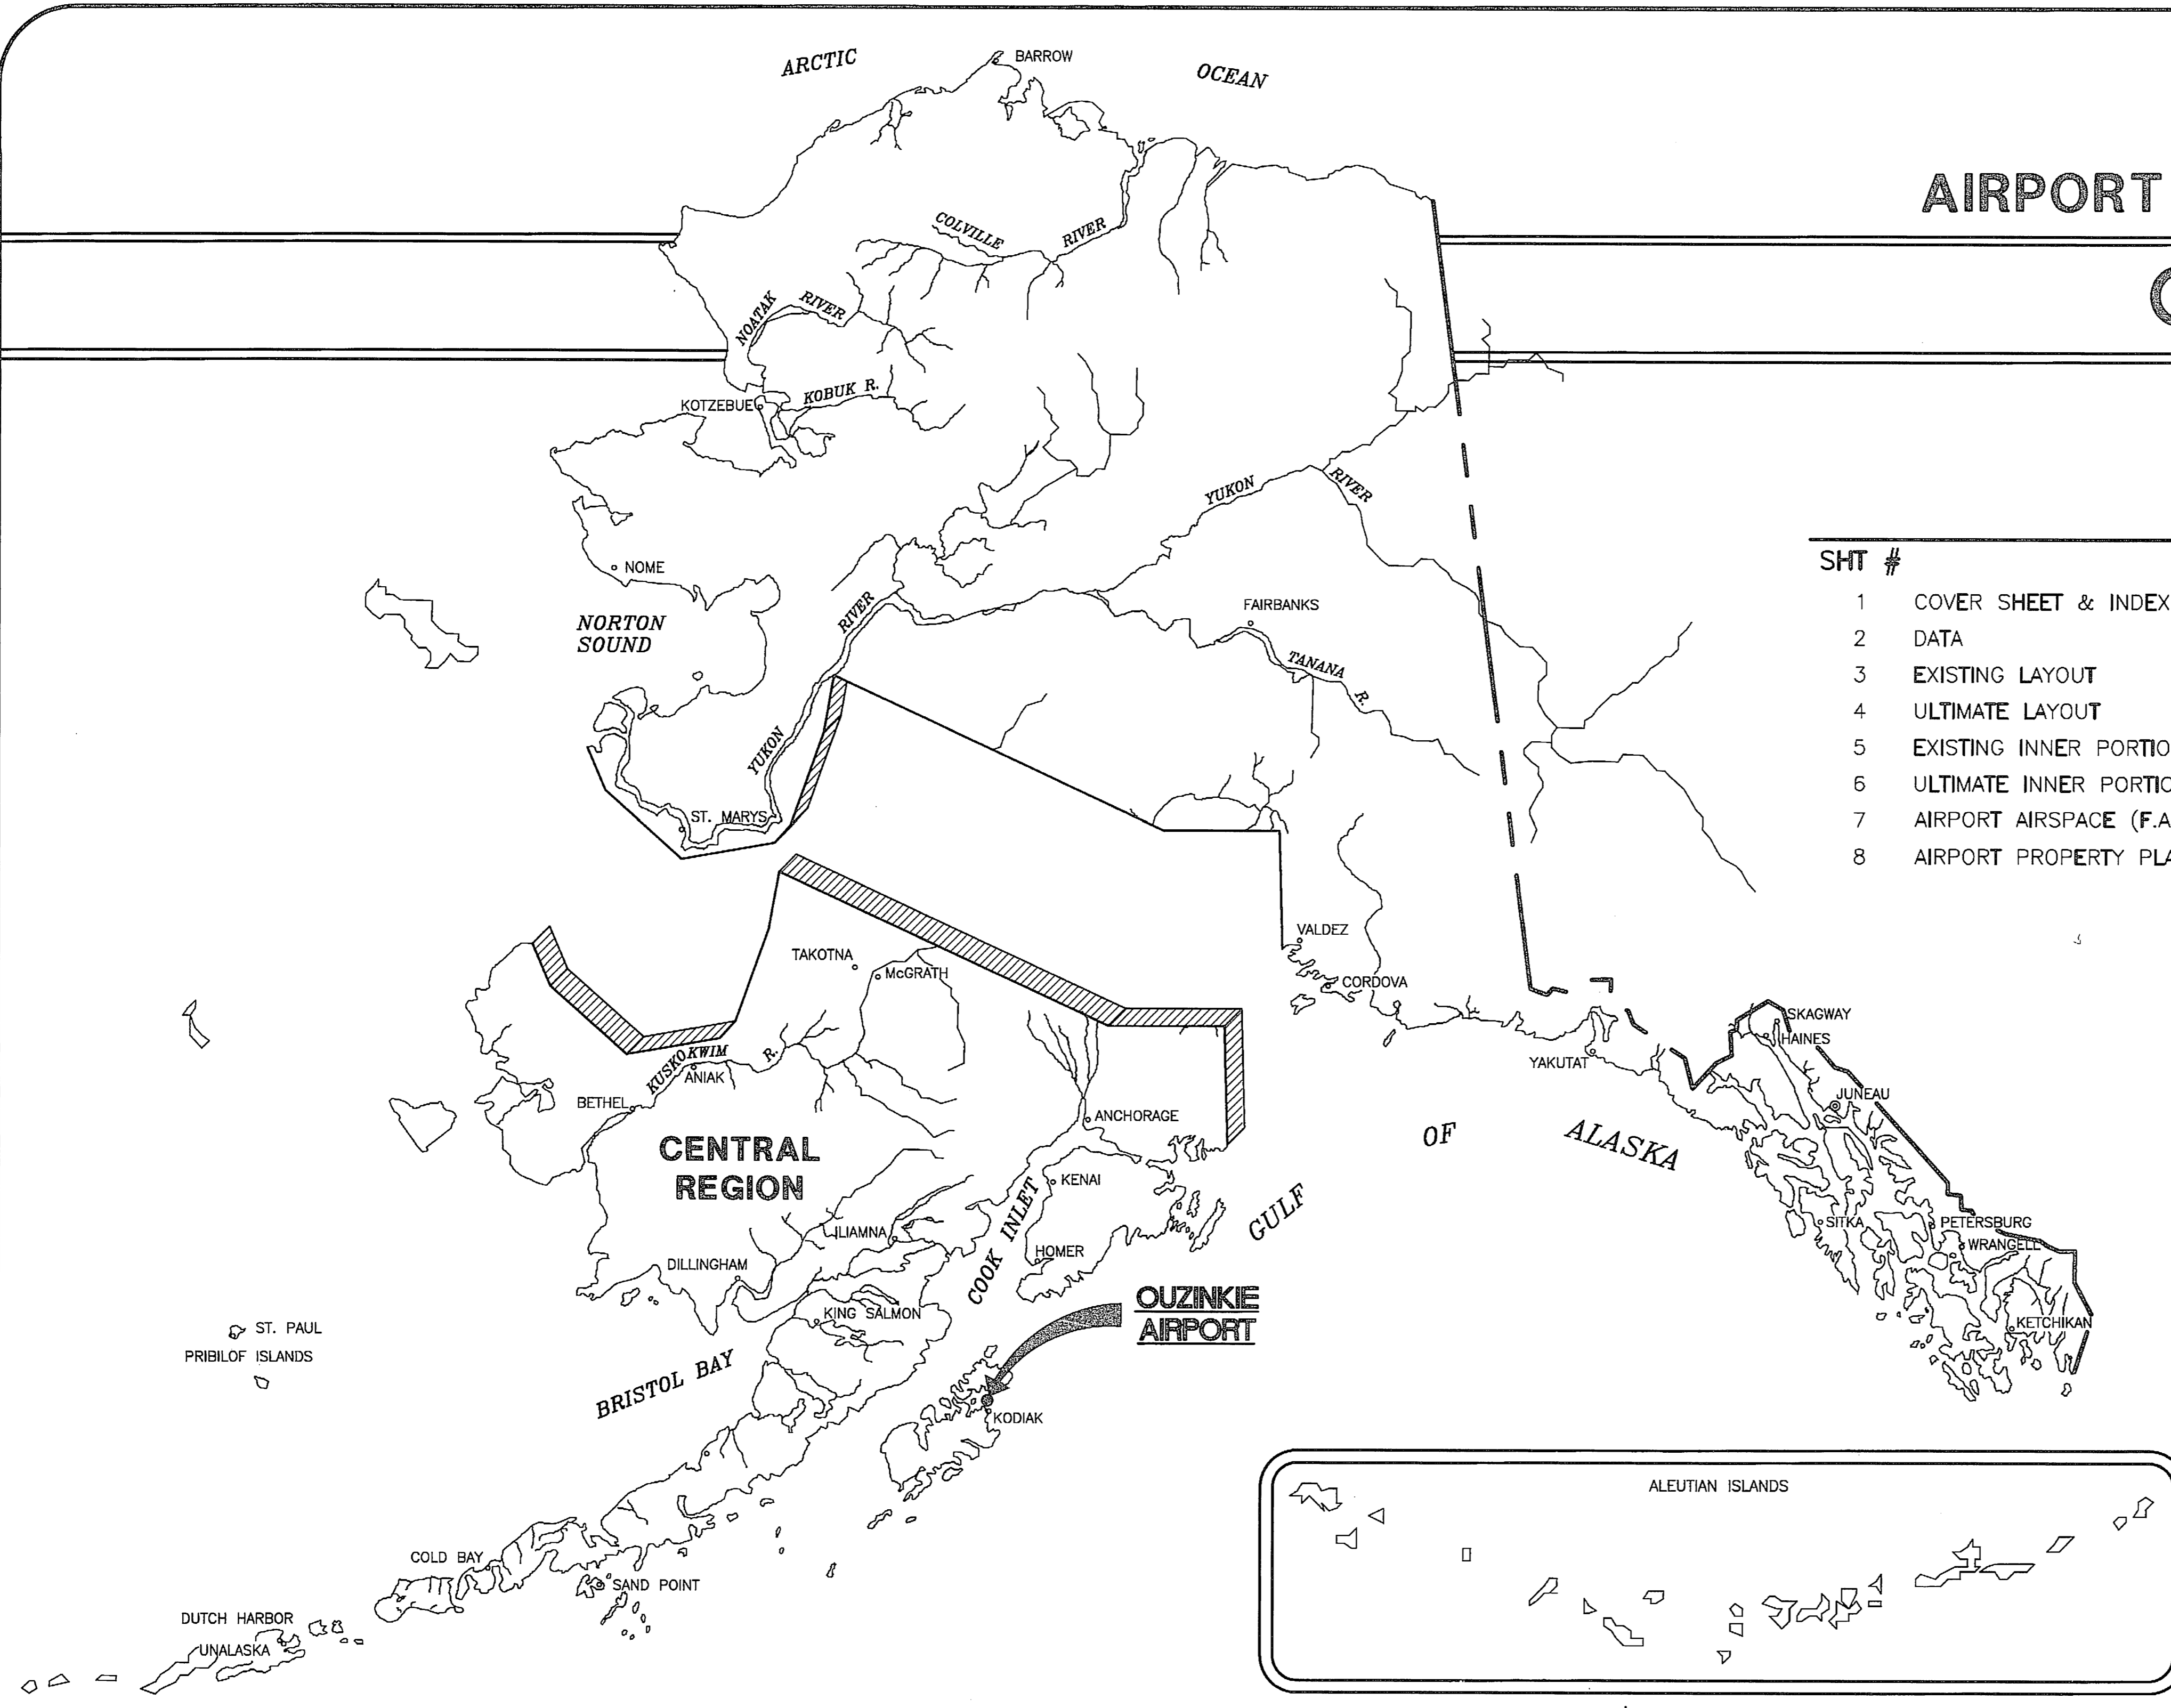 ARCTIC OCEAN
BARROW
AIRPORT
COLVILLE RIVER
NOATAK RIVER
KOBUK R.
KOTZEBUE
YUKON RIVER
NOME
NORTON
SOUND
FAIRBANKS
TANANA R.
YUKON RIVER
ST. MARYS
SHT #
1 COVER SHEET & INDEX
2 DATA
3 EXISTING LAYOUT
4 ULTIMATE LAYOUT
5 EXISTING INNER
6 ULTIMATE INNER
7 AIRPORT AIRSPACE
8 AIRPORT PROPERTY
VALDEZ
CORDOVA
TAKOTNA
McGRATH
KUSKOKWIM R.
ANIAK
BETHEL
CENTRAL
REGION
ANCHORAGE
KENAI
COOK INLET
HOMER
ILIAMNA
DILLINGHAM
KING SALMON
GULF OF ALASKA
YAKUTAT
SKAGWAY
HAINES
JUNEAU
SITKA
PETERSBURG
WRANGELL
KETCHIKAN
OUZINKIE
AIRPORT
KODIAK
ST. PAUL
PRIBILOF ISLANDS
BRISTOL BAY
COLD BAY
SAND POINT
DUTCH HARBOR
UNALASKA
ALEUTIAN ISLANDS